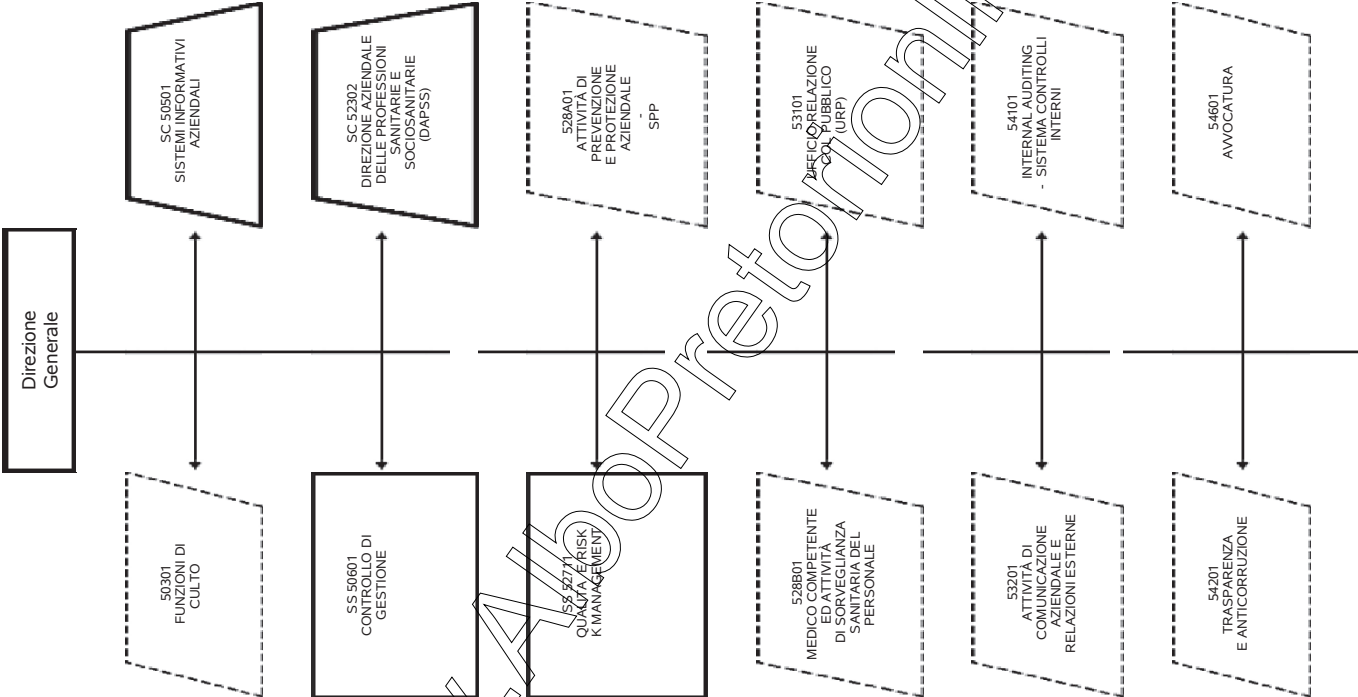 Direzione
Generale
50301
FUNZIONI DI
CULTO
SC 50501
SISTEMI INFORMATIVI
AZIENDALI
SS 50601
CONTROLLO DI
GESTIONE
SC 52302
DIREZIONE AZIENDALE
DELLE PROFESSIONI
SANITARIE E
SOCIOSANITARIE
(DAPSS)
SS 52711
QUALITA' E RISK
K MANAGEMENT
528A01
ATTIVITÀ DI
PREVENZIONE
E PROTEZIONE
AZIENDALE
-
SPP
528B01
MEDICO COMPETENTE
ED ATTIVITÀ
DI SORVEGLIANZA
SANITARIA DEL
PERSONALE
53101
UFFICIO RELAZIONE
COL PUBBLICO
(URP)
53201
ATTIVITÀ DI
COMUNICAZIONE
AZIENDALE E
RELAZIONI ESTERNE
54101
INTERNAL AUDITING
- SISTEMA CONTROLLI
INTERNI
54201
TRASPARENZA
E ANTICORRUZIONE
54601
AVVOCATURA
AlboPretorionli